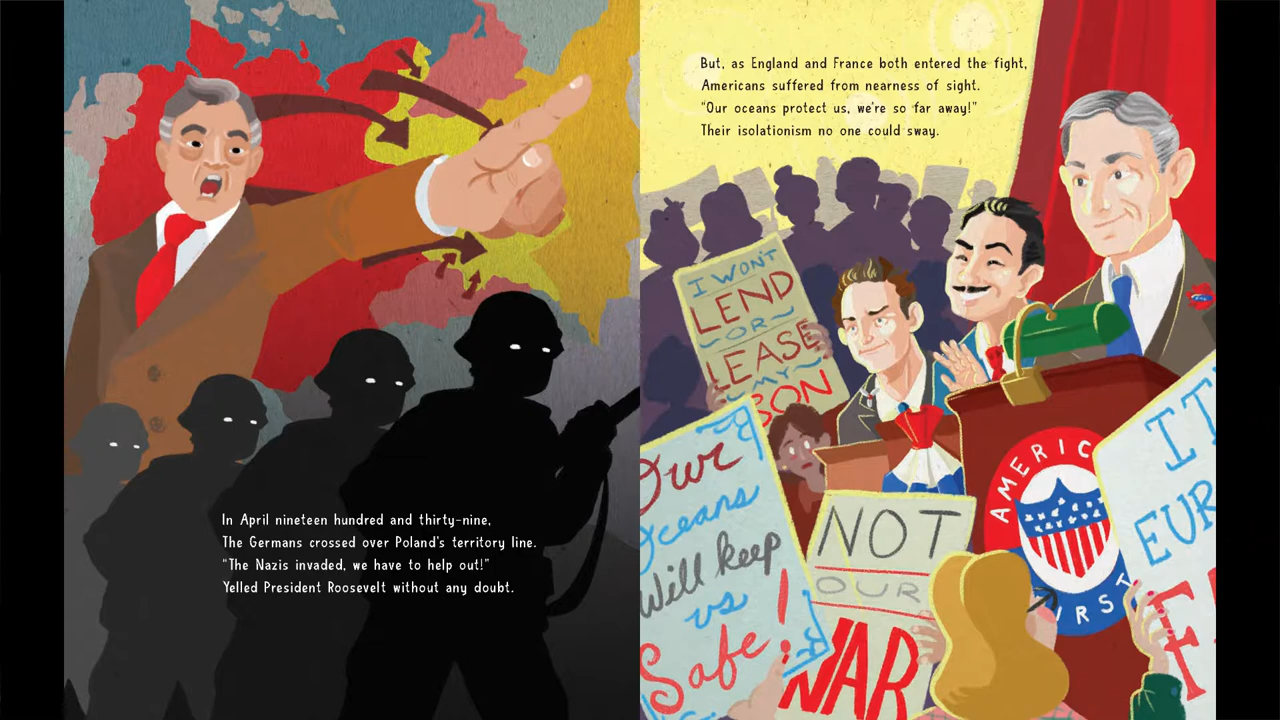 In April nineteen hundred and thirty-nine,
The Germans crossed over Poland's territory line.
"The Nazis invaded, we have to help out!"
Yelled President Roosevelt without any doubt.
But, as England and France both entered the fight,
Americans suffered from nearness of sight.
"Our oceans protect us, we're so far away!"
Their isolationism no one could sway.
I WON'T
LEND
OR
LEASE
MY
SON
Our
Oceans
Will keep
us
Safe!
NOT
OUR
WAR
AMERIC
IRST
IT
EUR